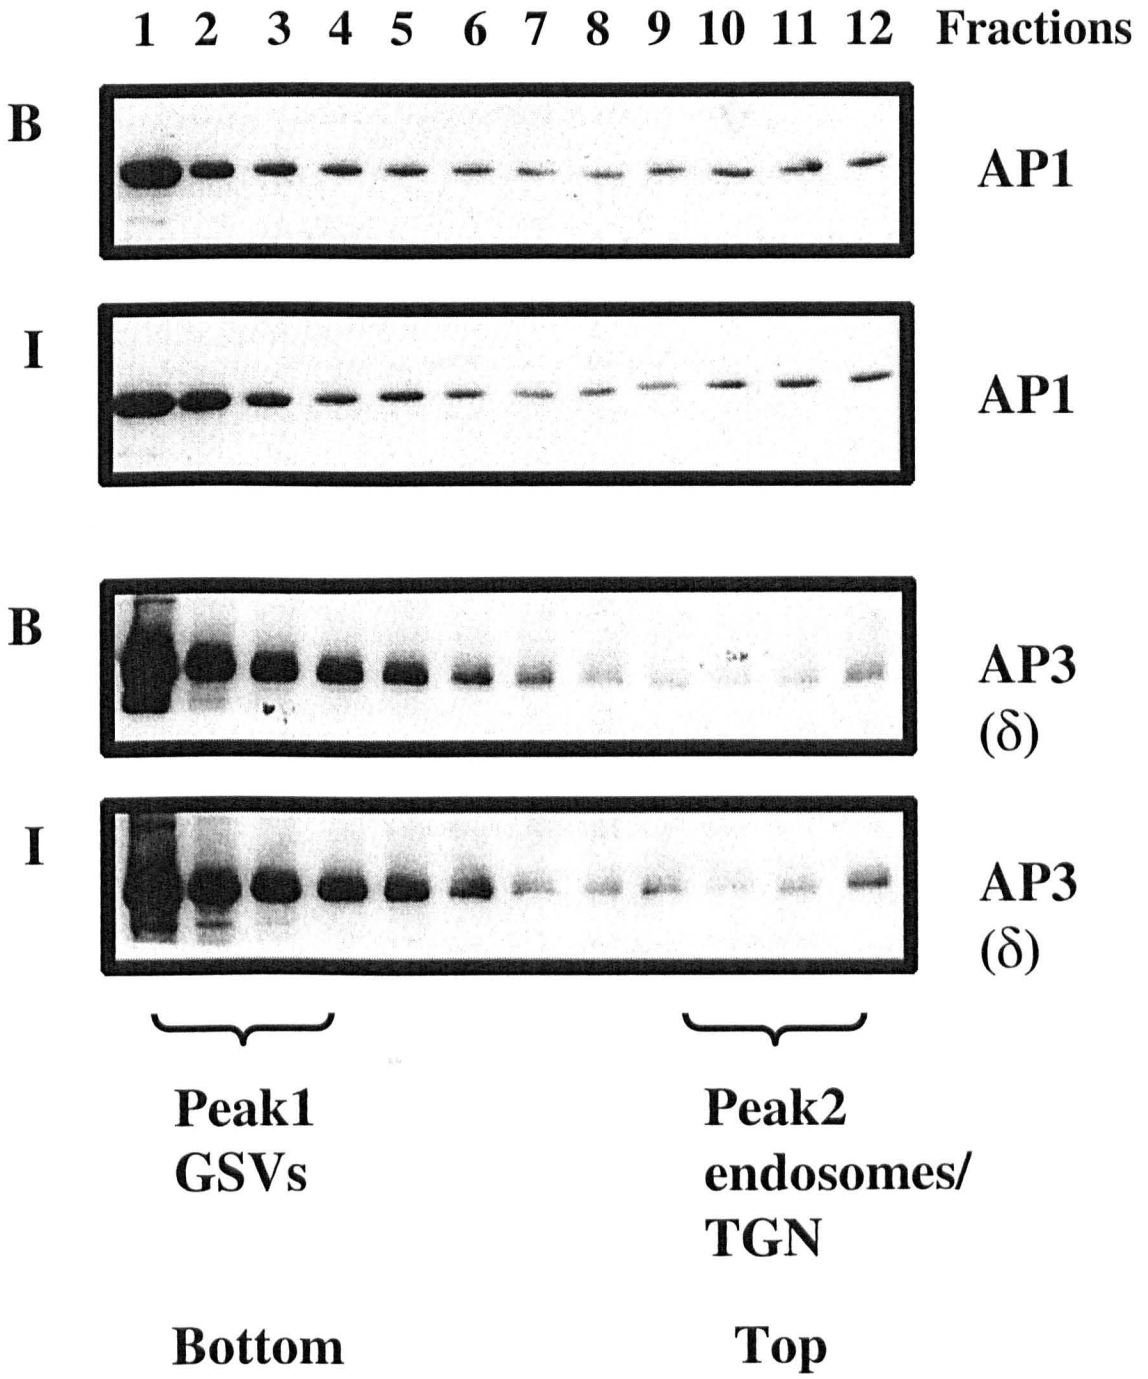 1 2 3 4 5 6 7 8 9 10 11 12 Fractions
B AP1
I AP1
B AP3
(δ)
I AP3
(δ)
Peak1 Peak2
GSVs endosomes/
TGN
Bottom Top